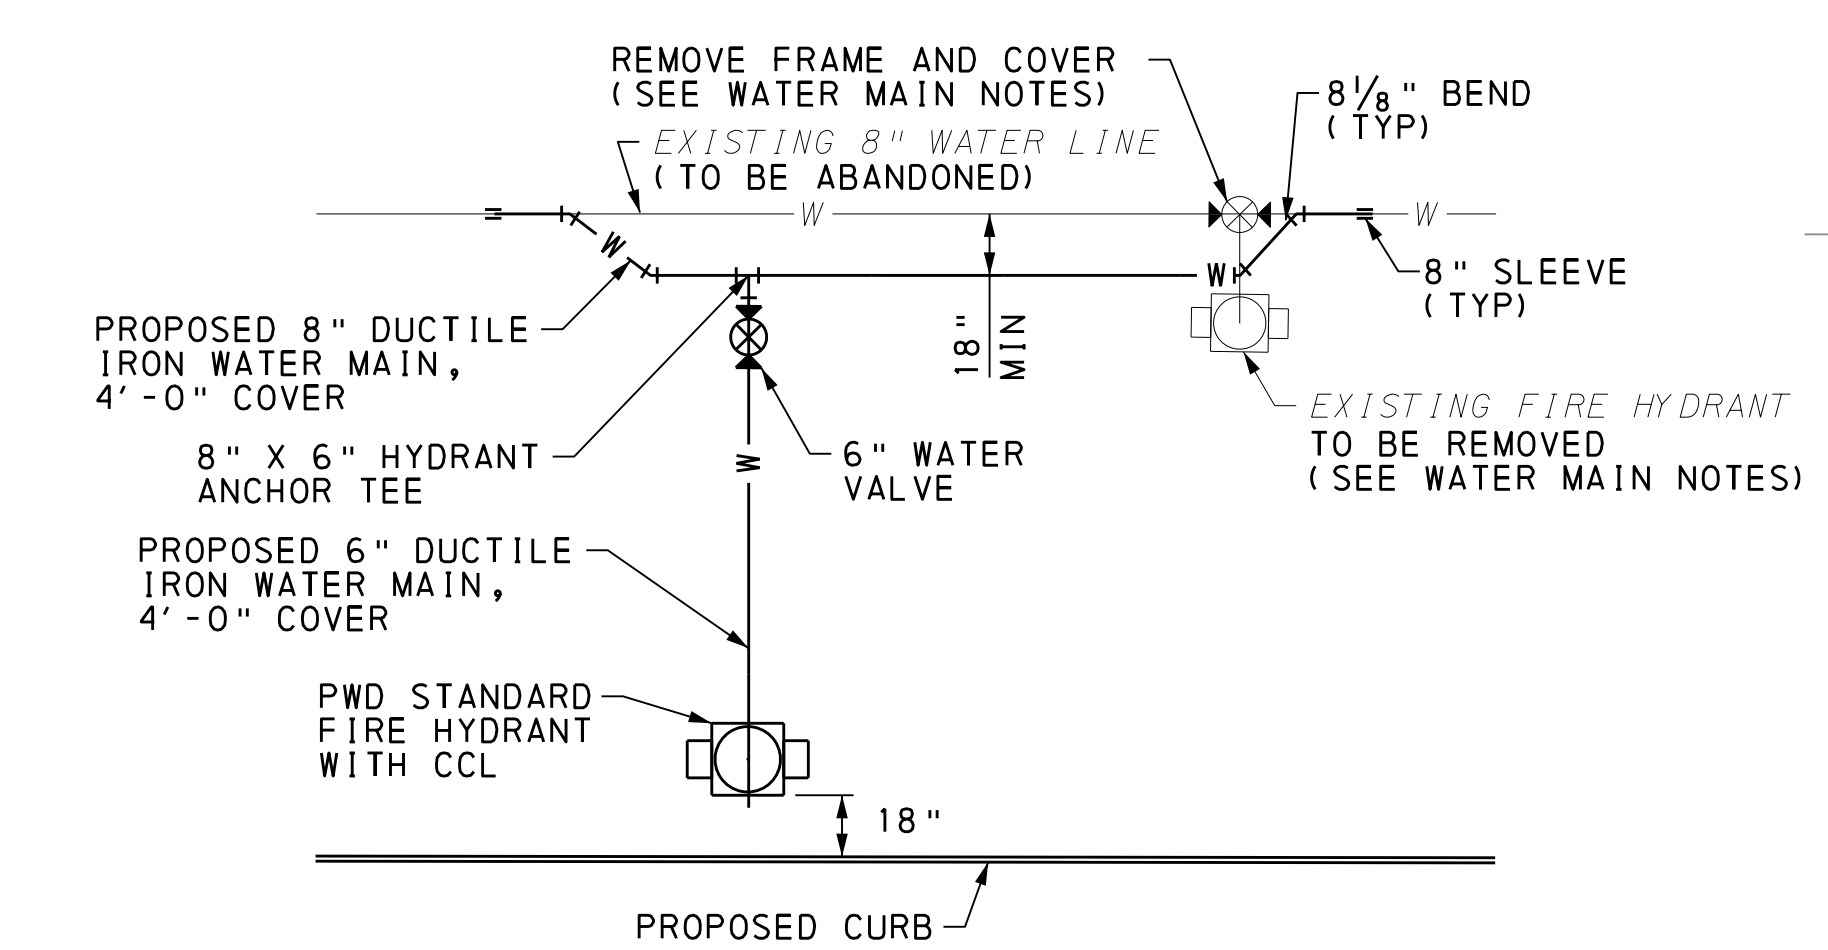 REMOVE FRAME AND COVER
(SEE WATER MAIN NOTES)
EXISTING 8" WATER LINE
(TO BE ABANDONED)
8 1/8" BEND
(TYP)
W
W
W
W
8" SLEEVE
(TYP)
PROPOSED 8" DUCTILE
IRON WATER MAIN,
4'-0" COVER
18"
MIN
EXISTING FIRE HYDRANT
TO BE REMOVED
(SEE WATER MAIN NOTES)
8" X 6" HYDRANT
ANCHOR TEE
6" WATER
VALVE
W
PROPOSED 6" DUCTILE
IRON WATER MAIN,
4'-0" COVER
PWD STANDARD
FIRE HYDRANT
WITH CCL
18"
PROPOSED CURB